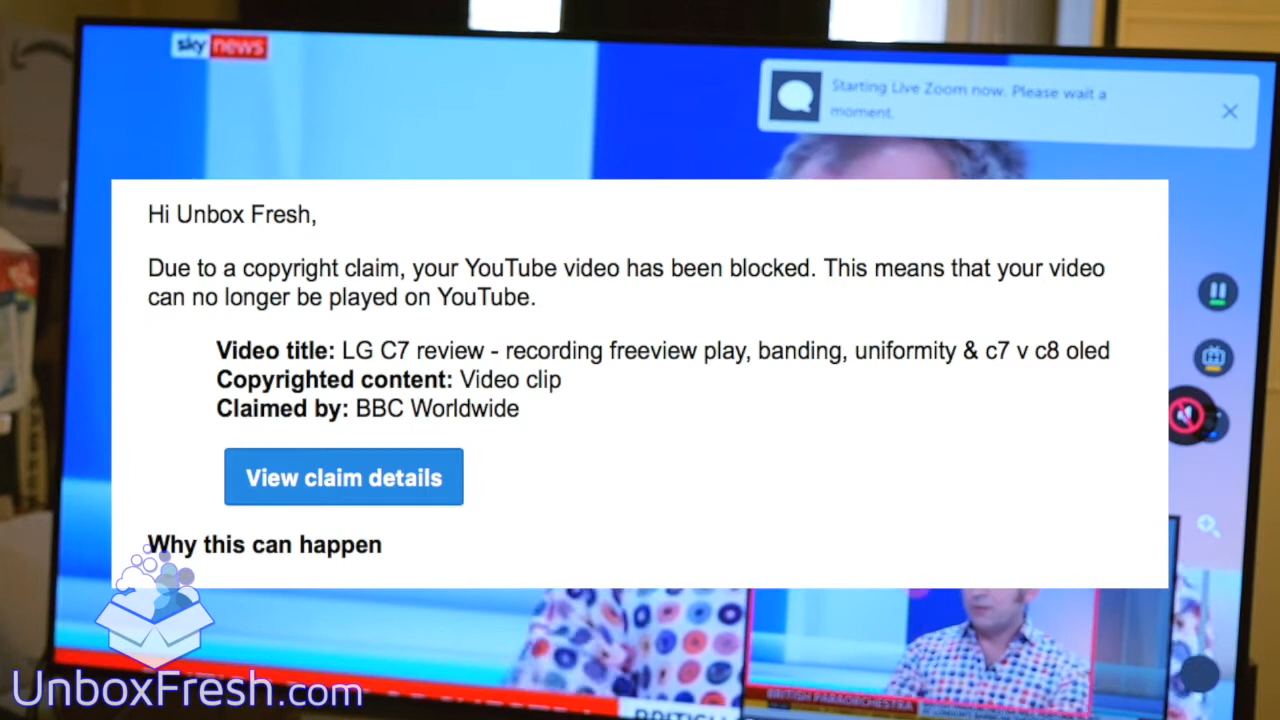 sky news
Starting Live Zoom now. Please wait a
moment.
Hi Unbox Fresh,
Due to a copyright claim, your YouTube video has been blocked. This means that your video
can no longer be played on YouTube.
Video title: LG C7 review - recording freeview play, banding, uniformity & c7 v c8 oled
Copyrighted content: Video clip
Claimed by: BBC Worldwide
View claim details
Why this can happen
UnboxFresh.com
BRITISH PARAORCHESTRA